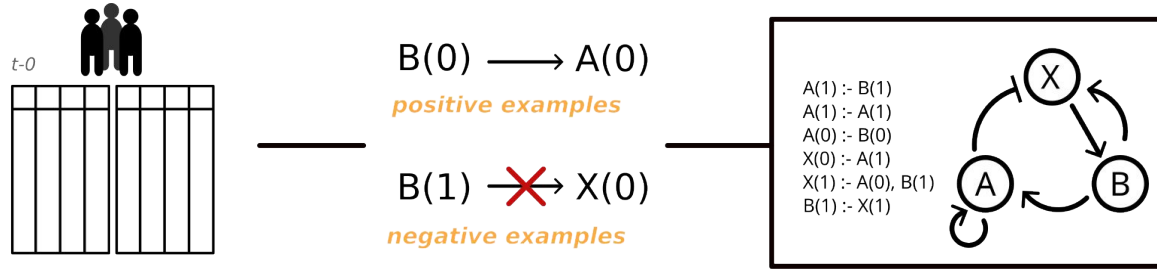 t-0
B(0) → A(0)
positive examples
B(1) → X(0)
negative examples
A(1) :- B(1)
A(1) :- A(1)
A(0) :- B(0)
X(0) :- A(1)
X(1) :- A(0), B(1)
B(1) :- X(1)
X
A
B